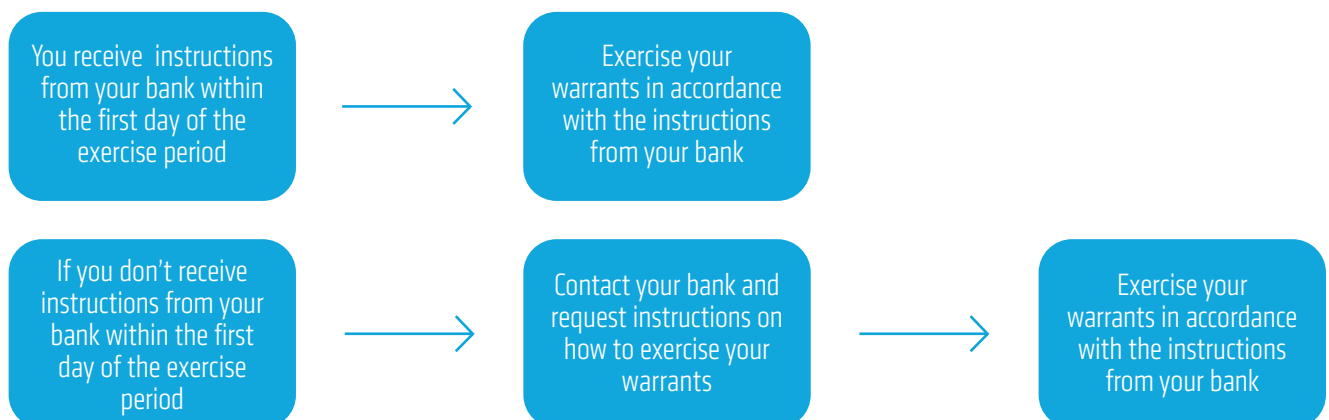 You receive  instructions
from your bank within
the first day of the
exercise period
Exercise your
warrants in accordance
with the instructions
from your bank
If you don’t receive
instructions from your
bank within the first
day of the exercise
period
Contact your bank and
request instructions on
how to exercise your
warrants
Exercise your
warrants in accordance
with the instructions
from your bank